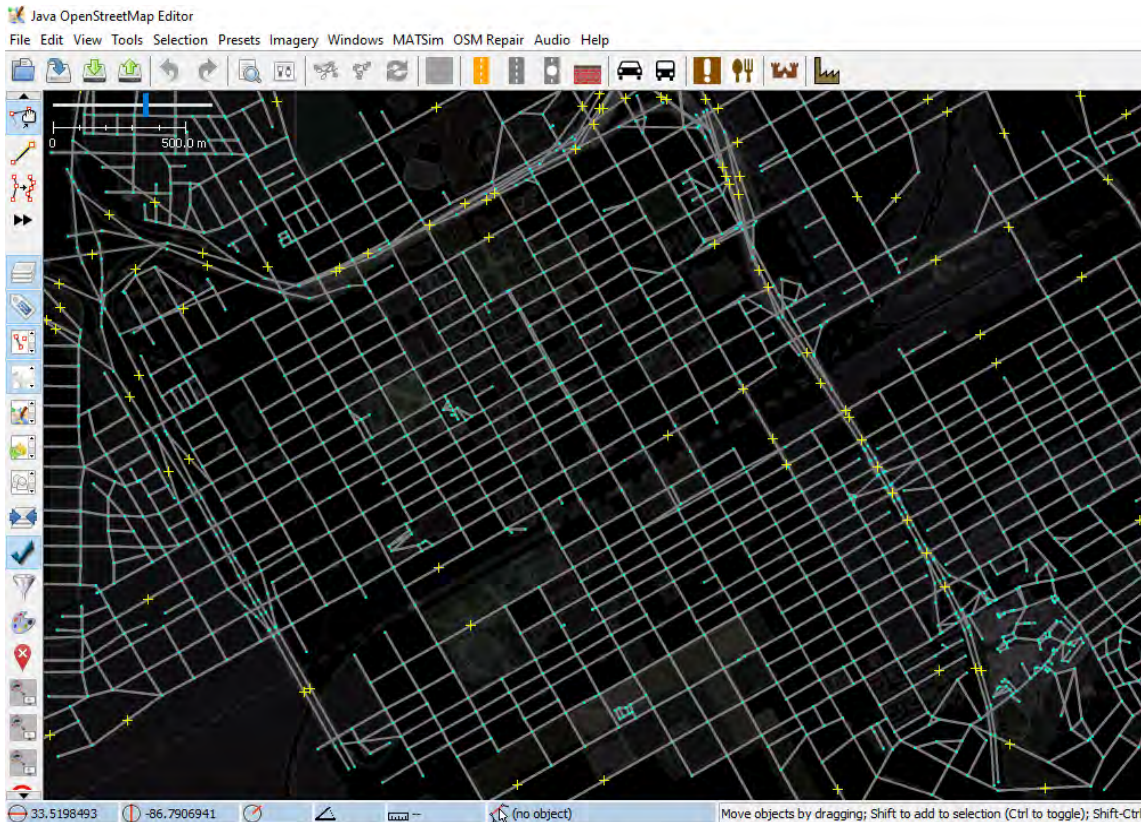 Java OpenStreetMap Editor
File Edit View Tools Selection Presets Imagery Windows MATSim OSM Repair Audio Help
0 500.0 m
33.5198493 -86.7906941 -- (no object) Move objects by dragging; Shift to add to selection (Ctrl to toggle); Shift-Ctrl